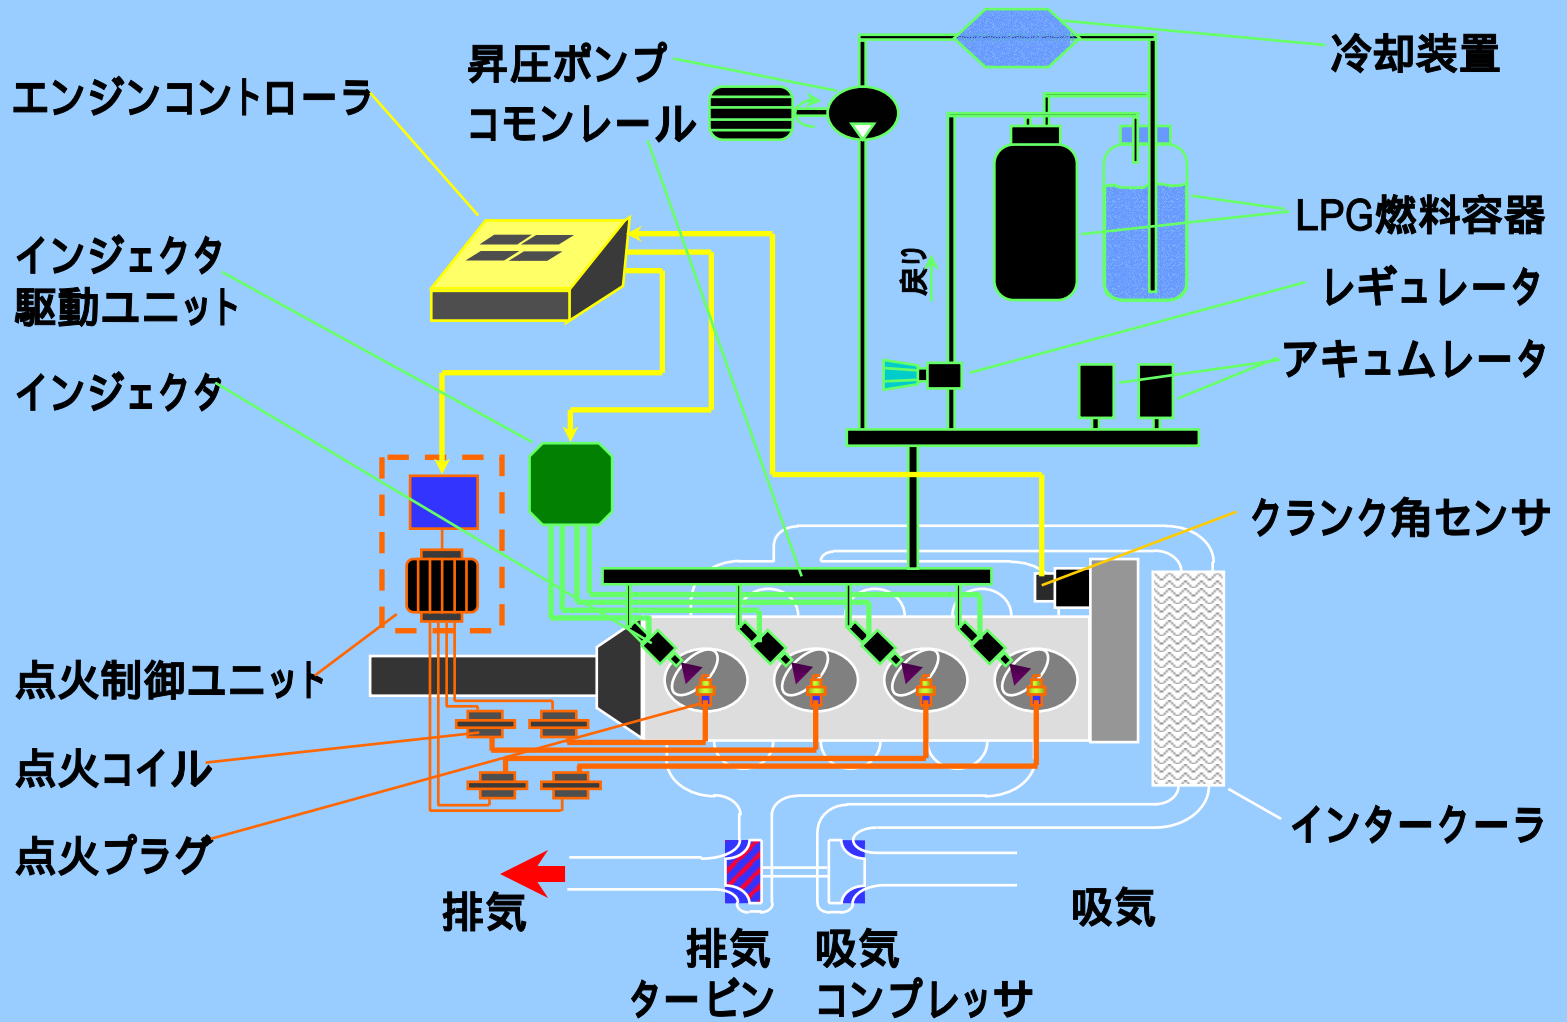 昇圧ポンプ
冷却装置
エンジンコントローラ
コモンレール
LPG燃料容器
インジェクタ
駆動ユニット
戻り
レギュレータ
アキュムレータ
インジェクタ
クランク角センサ
点火制御ユニット
点火コイル
インタークーラ
点火プラグ
排気
吸気
排気
タービン
吸気
コンプレッサ